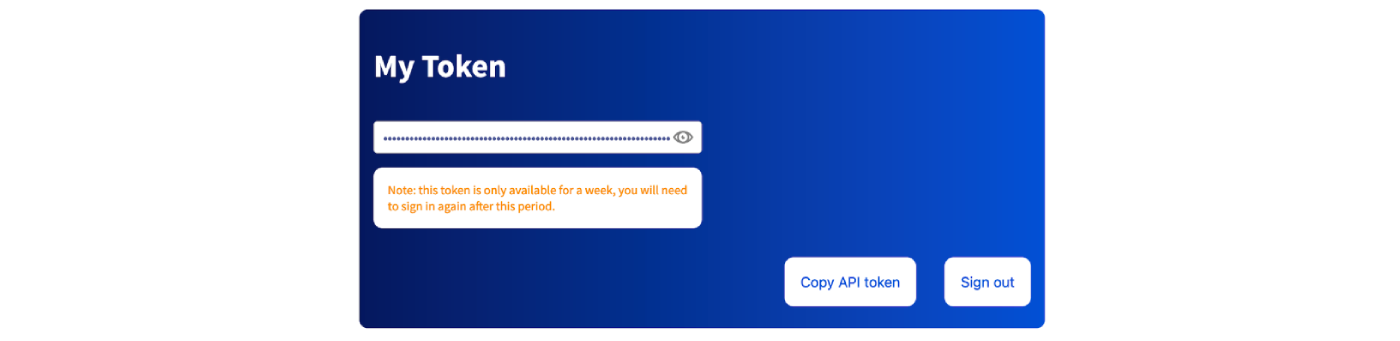 My Token
Note: this token is only available for a week, you will need
to sign in again after this period.
Copy API token
Sign out